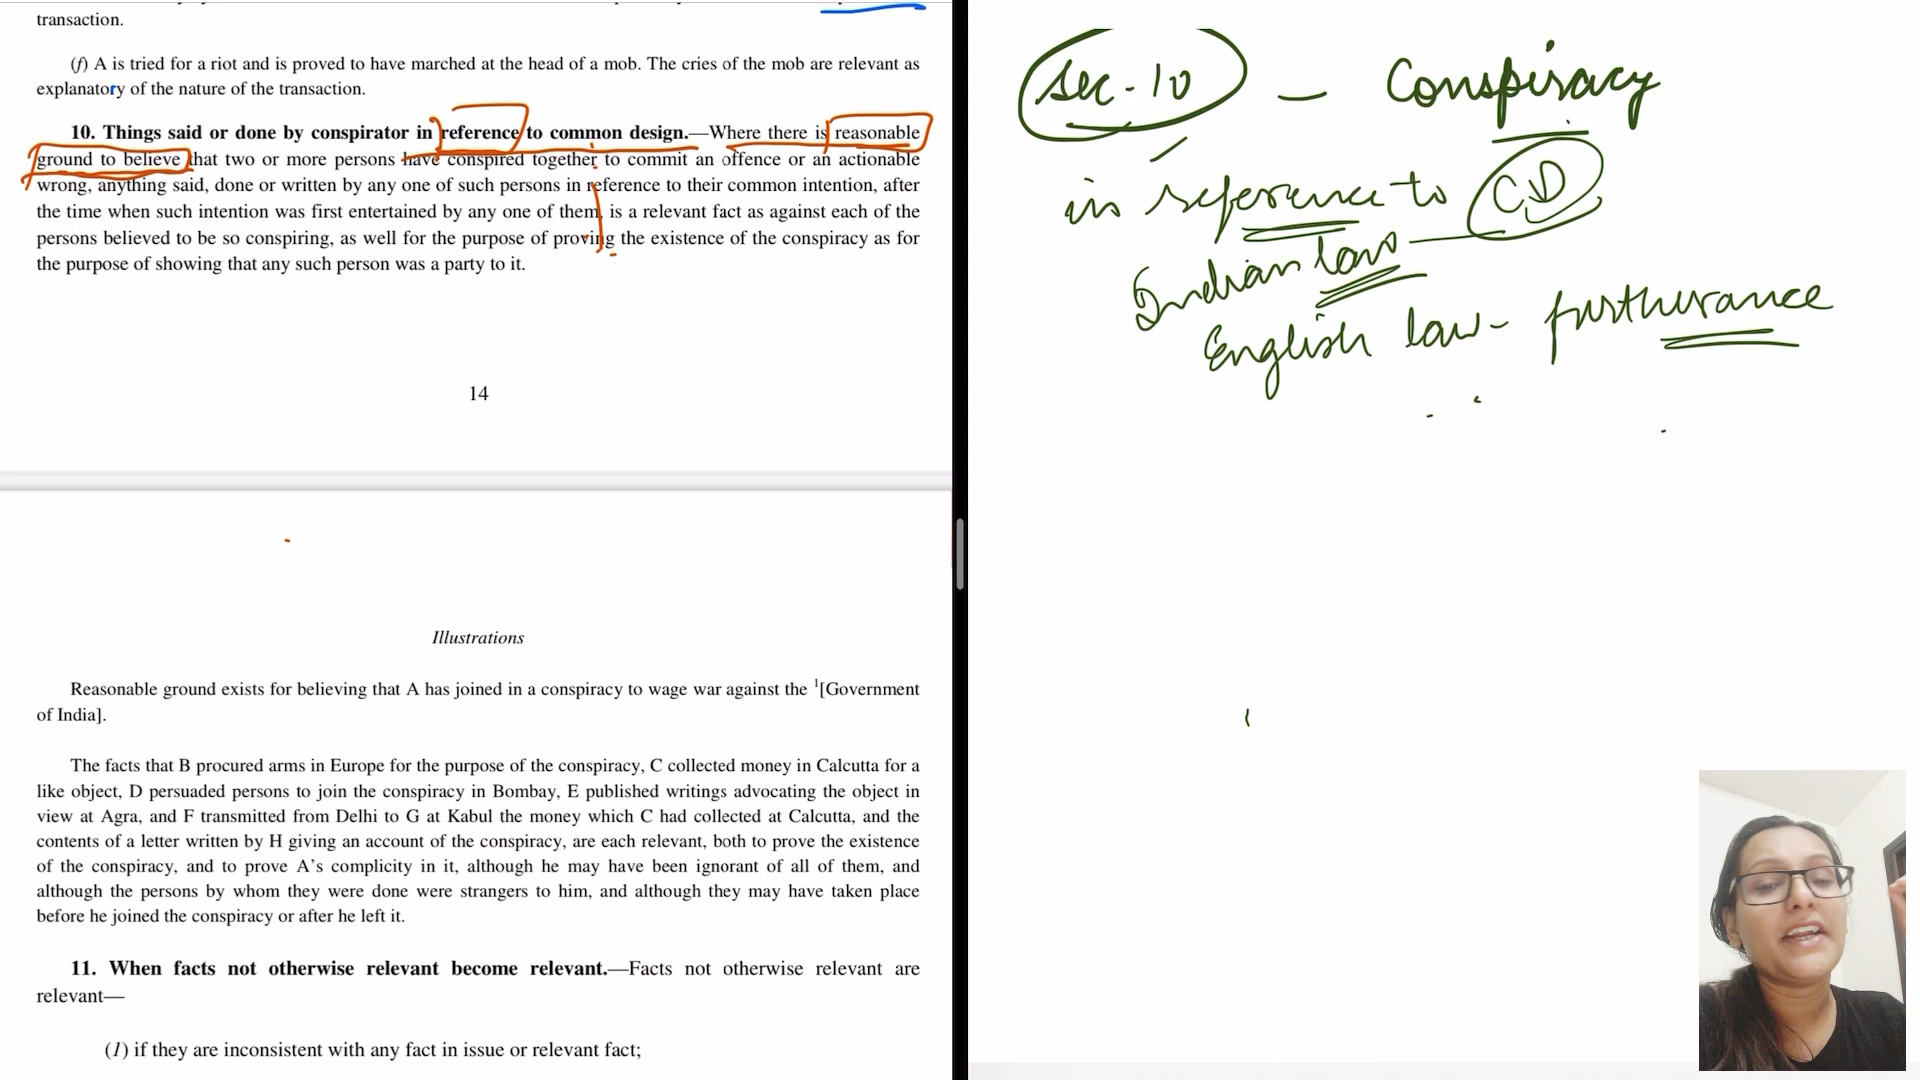 transaction.
(f) A is tried for a riot and is proved to have marched at the head of a mob. The cries of the mob are relevant as
explanatory of the nature of the transaction.
10. Things said or done by conspirator in reference to common design.—Where there is reasonable
ground to believe that two or more persons have conspired together to commit an offence or an actionable
wrong, anything said, done or written by any one of such persons in reference to their common intention, after
the time when such intention was first entertained by any one of them, is a relevant fact as against each of the
persons believed to be so conspiring, as well for the purpose of proving the existence of the conspiracy as for
the purpose of showing that any such person was a party to it.
14
Illustrations
Reasonable ground exists for believing that A has joined in a conspiracy to wage war against the 1[Government
of India].
The facts that B procured arms in Europe for the purpose of the conspiracy, C collected money in Calcutta for a
like object, D persuaded persons to join the conspiracy in Bombay, E published writings advocating the object in
view at Agra, and F transmitted from Delhi to G at Kabul the money which C had collected at Calcutta, and the
contents of a letter written by H giving an account of the conspiracy, are each relevant, both to prove the existence
of the conspiracy, and to prove A’s complicity in it, although he may have been ignorant of all of them, and
although the persons by whom they were done were strangers to him, and although they may have taken place
before he joined the conspiracy or after he left it.
11. When facts not otherwise relevant become relevant.—Facts not otherwise relevant are
relevant—
(1) if they are inconsistent with any fact in issue or relevant fact;
Sec. 10 - Conspiracy
in reference to CD
Indian law
English law - furtherance